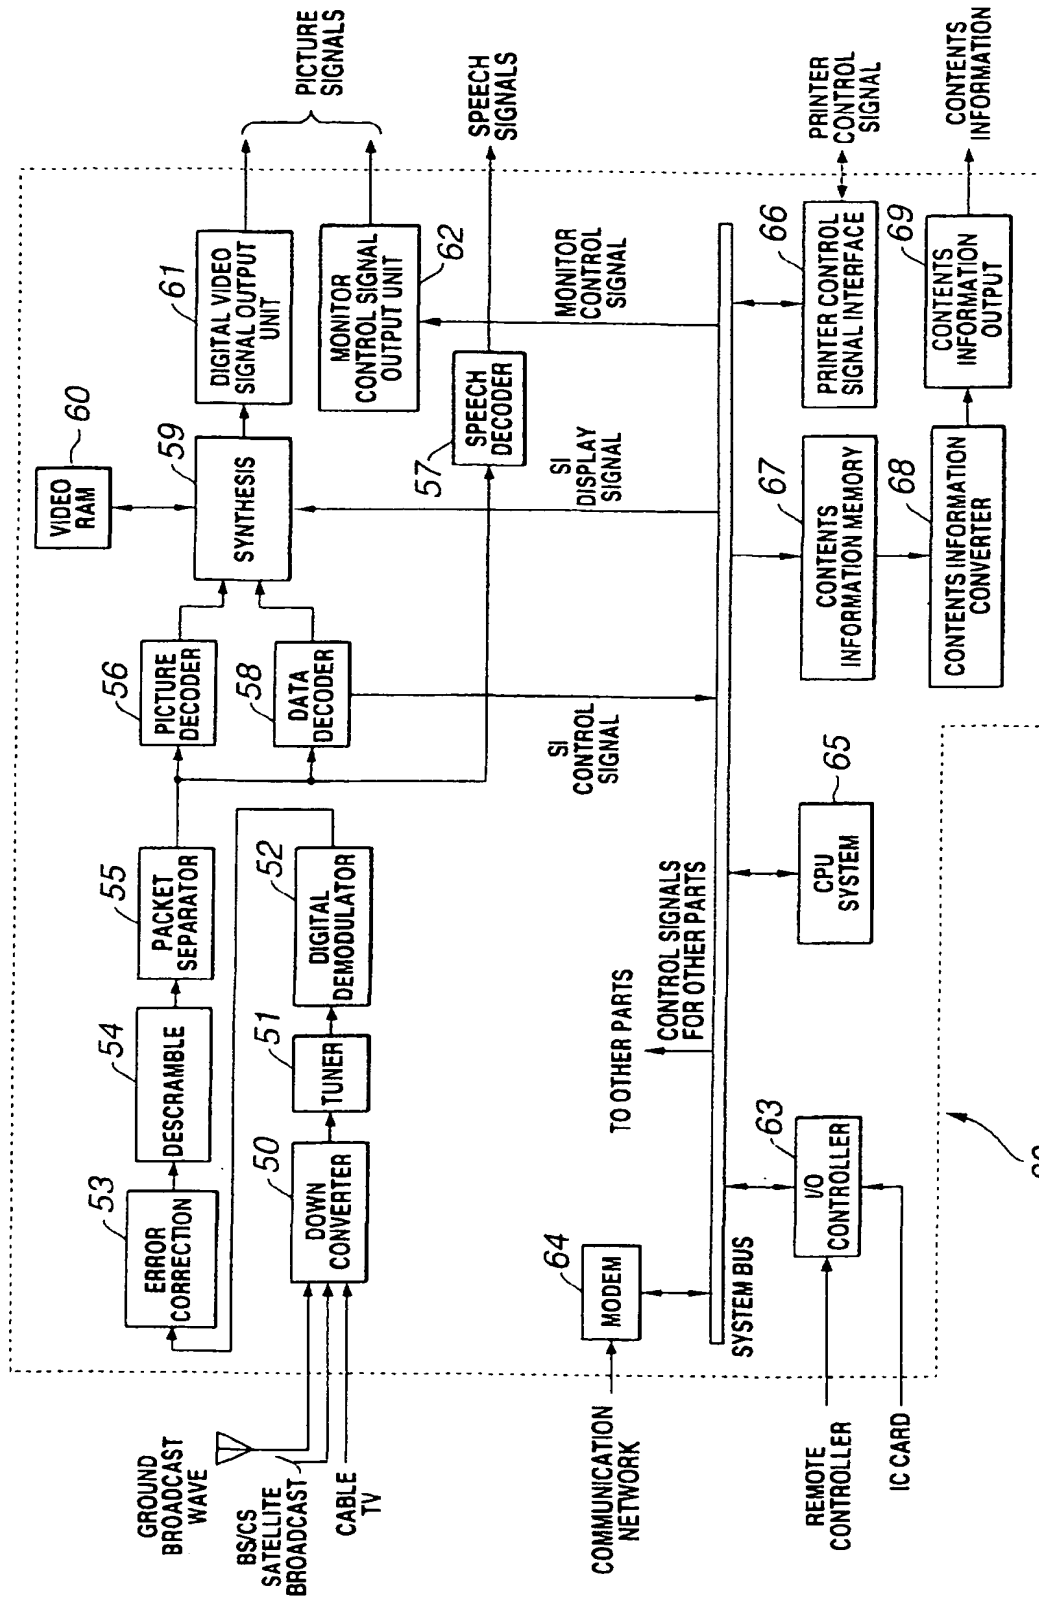 GROUND
BROADCAST
WAVE
BS/CS
SATELLITE
BROADCAST
CABLE
TV
53
ERROR
CORRECTION
54
DESCRAMBLE
55
PACKET
SEPARATOR
50
DOWN
CONVERTER
51
TUNER
52
DIGITAL
DEMODULATOR
56
PICTURE
DECODER
58
DATA
DECODER
60
VIDEO
RAM
59
SYNTHESIS
61
DIGITAL VIDEO
SIGNAL OUTPUT
UNIT
MONITOR
CONTROL SIGNAL
OUTPUT UNIT
62
57
SPEECH
DECODER
PICTURE
SIGNALS
SPEECH
SIGNALS
COMMUNICATION
NETWORK
64
MODEM
TO OTHER PARTS
CONTROL SIGNALS
FOR OTHER PARTS
SI
CONTROL
SIGNAL
SI
DISPLAY
SIGNAL
MONITOR
CONTROL
SIGNAL
SYSTEM BUS
REMOTE
CONTROLLER
IC CARD
63
I/O
CONTROLLER
65
CPU
SYSTEM
67
CONTENTS
INFORMATION MEMORY
66
PRINTER CONTROL
SIGNAL INTERFACE
PRINTER
CONTROL
SIGNAL
68
CONTENTS INFORMATION
CONVERTER
69
CONTENTS
INFORMATION
OUTPUT
CONTENTS
INFORMATION